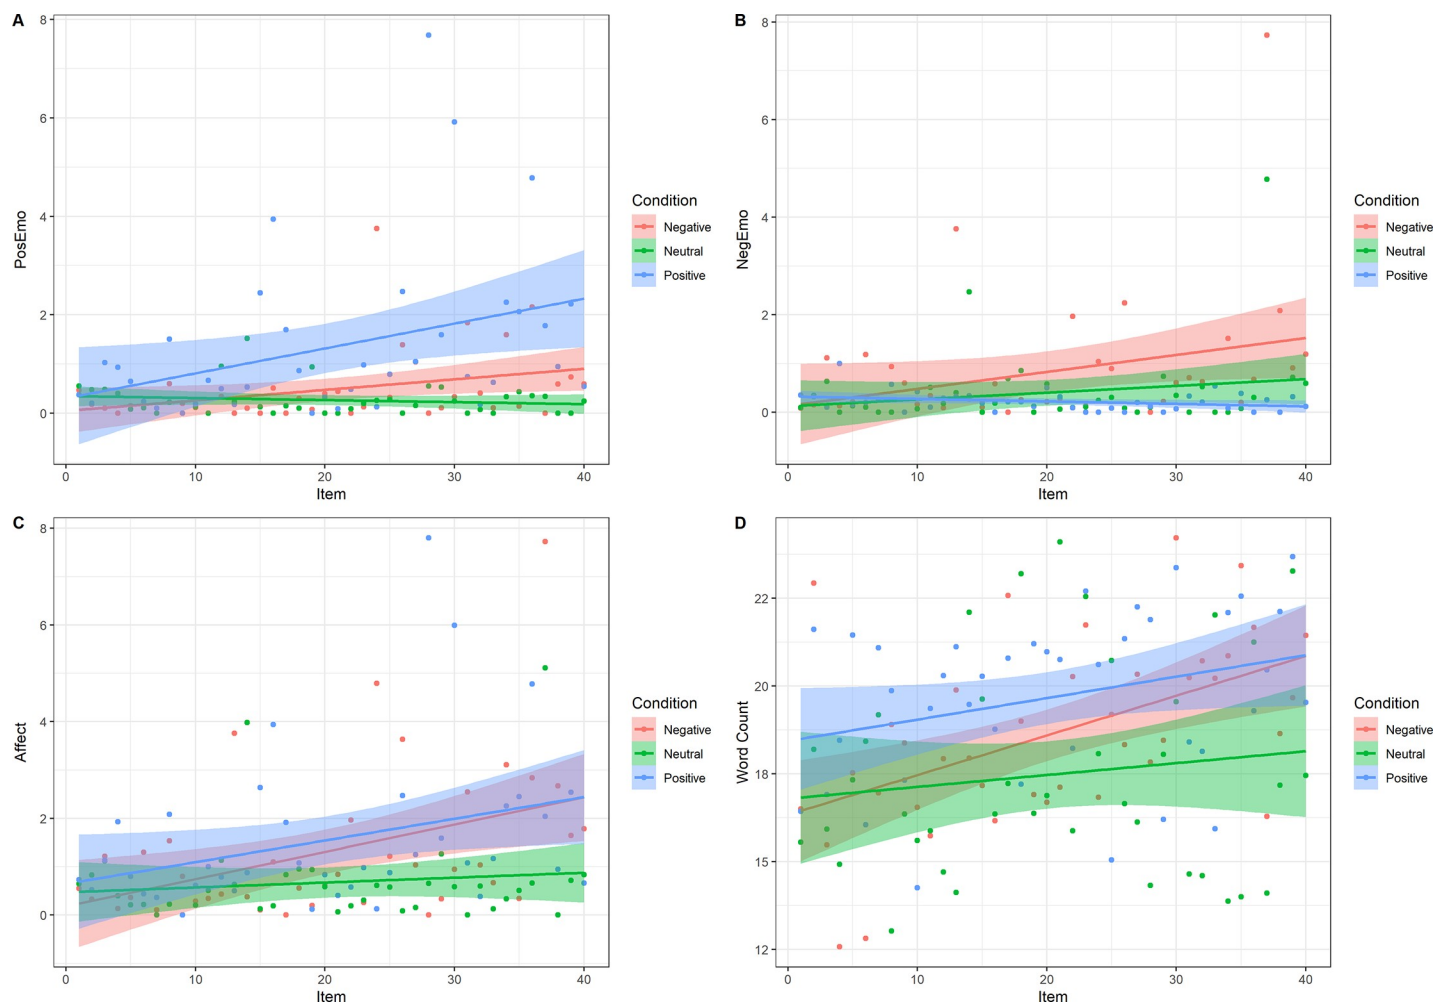 A
8
6
4
2
0
PosEmo
0
10
20
30
40
Item
Condition
Negative
Neutral
Positive
B
8
6
4
2
0
NegEmo
0
10
20
30
40
Item
Condition
Negative
Neutral
Positive
C
8
6
4
2
0
Affect
0
10
20
30
40
Item
Condition
Negative
Neutral
Positive
D
22
20
18
15
12
Word Count
0
10
20
30
40
Item
Condition
Negative
Neutral
Positive